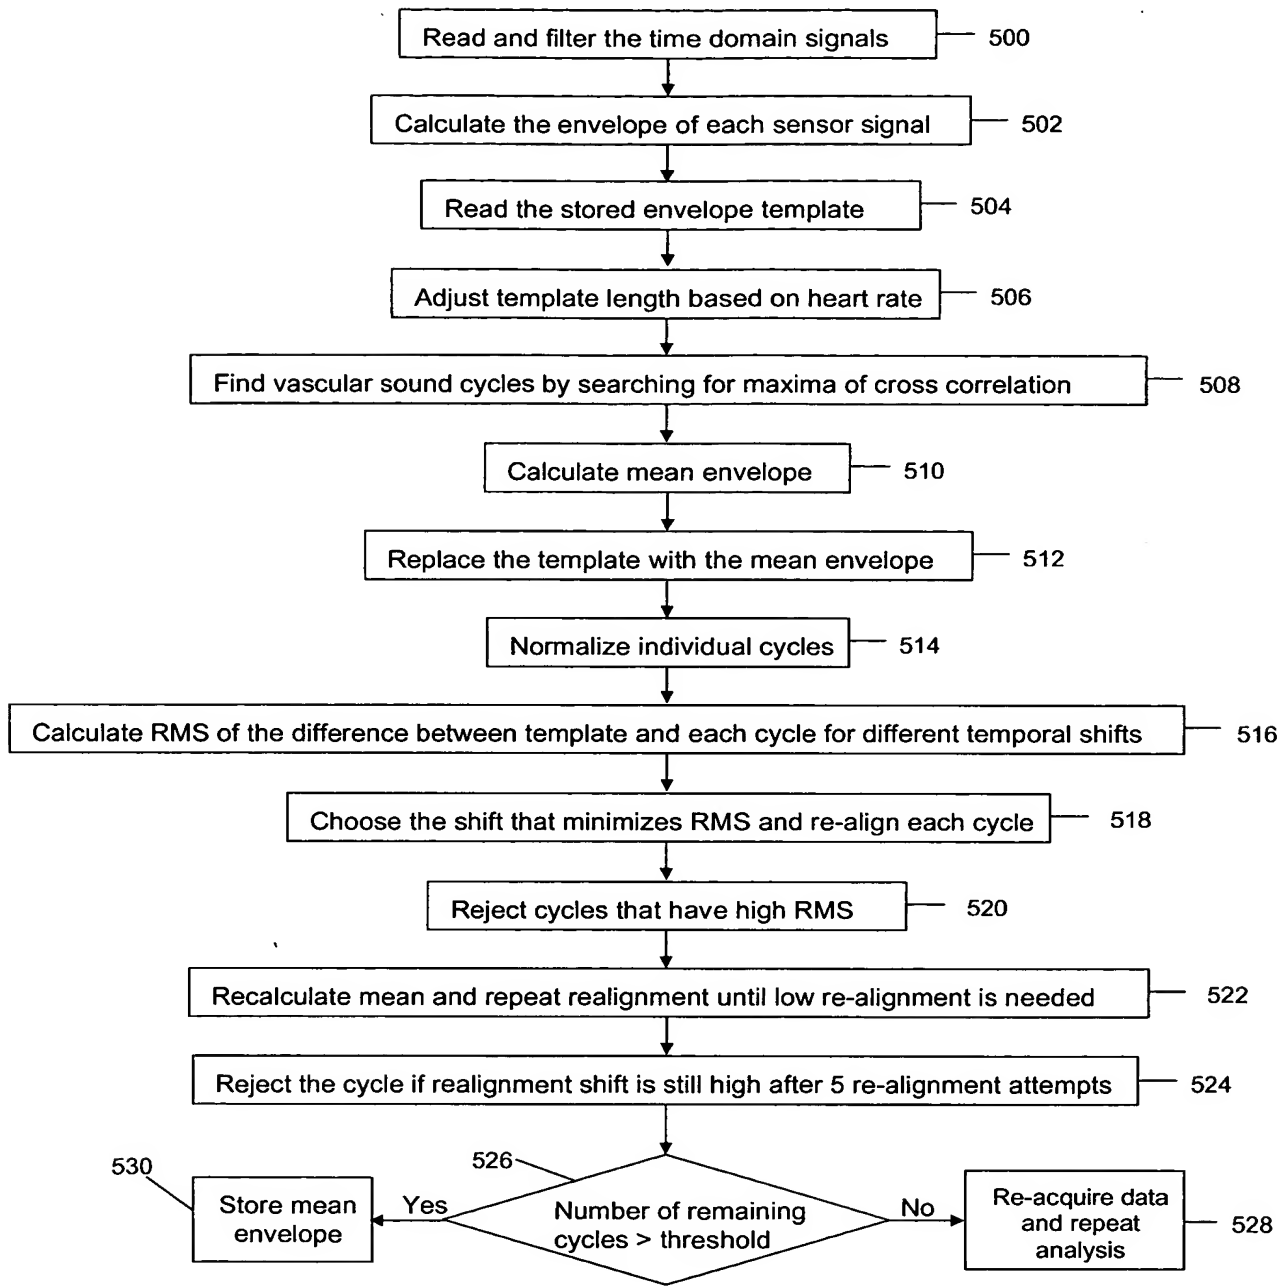 Read and filter the time domain signals
500
Calculate the envelope of each sensor signal
502
Read the stored envelope template
504
Adjust template length based on heart rate
506
Find vascular sound cycles by searching for maxima of cross correlation
508
Calculate mean envelope
510
Replace the template with the mean envelope
512
Normalize individual cycles
514
Calculate RMS of the difference between template and each cycle for different temporal shifts
516
Choose the shift that minimizes RMS and re-align each cycle
518
Reject cycles that have high RMS
520
Recalculate mean and repeat realignment until low re-alignment is needed
522
Reject the cycle if realignment shift is still high after 5 re-alignment attempts
524
530
Store mean
envelope
Yes
526
Number of remaining
cycles > threshold
No
Re-acquire data
and repeat
analysis
528